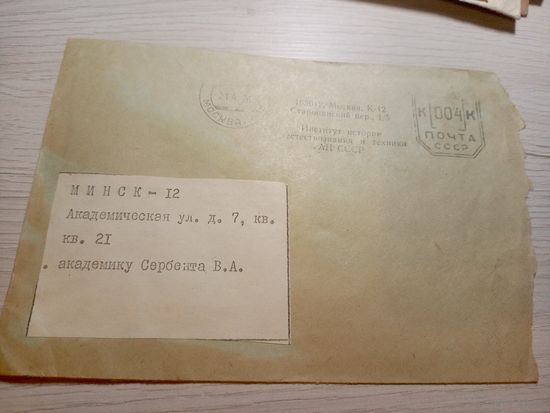 103012, Москва, К-12
Старопанский пер., 1/5
Институт истории
естествознания и техники
АН СССР
МОСКВА
К 004 К
ПОЧТА
СССР
МИНСК - 12
Академическая ул. д. 7, кв.
кв. 21
академику Сербента В.А.